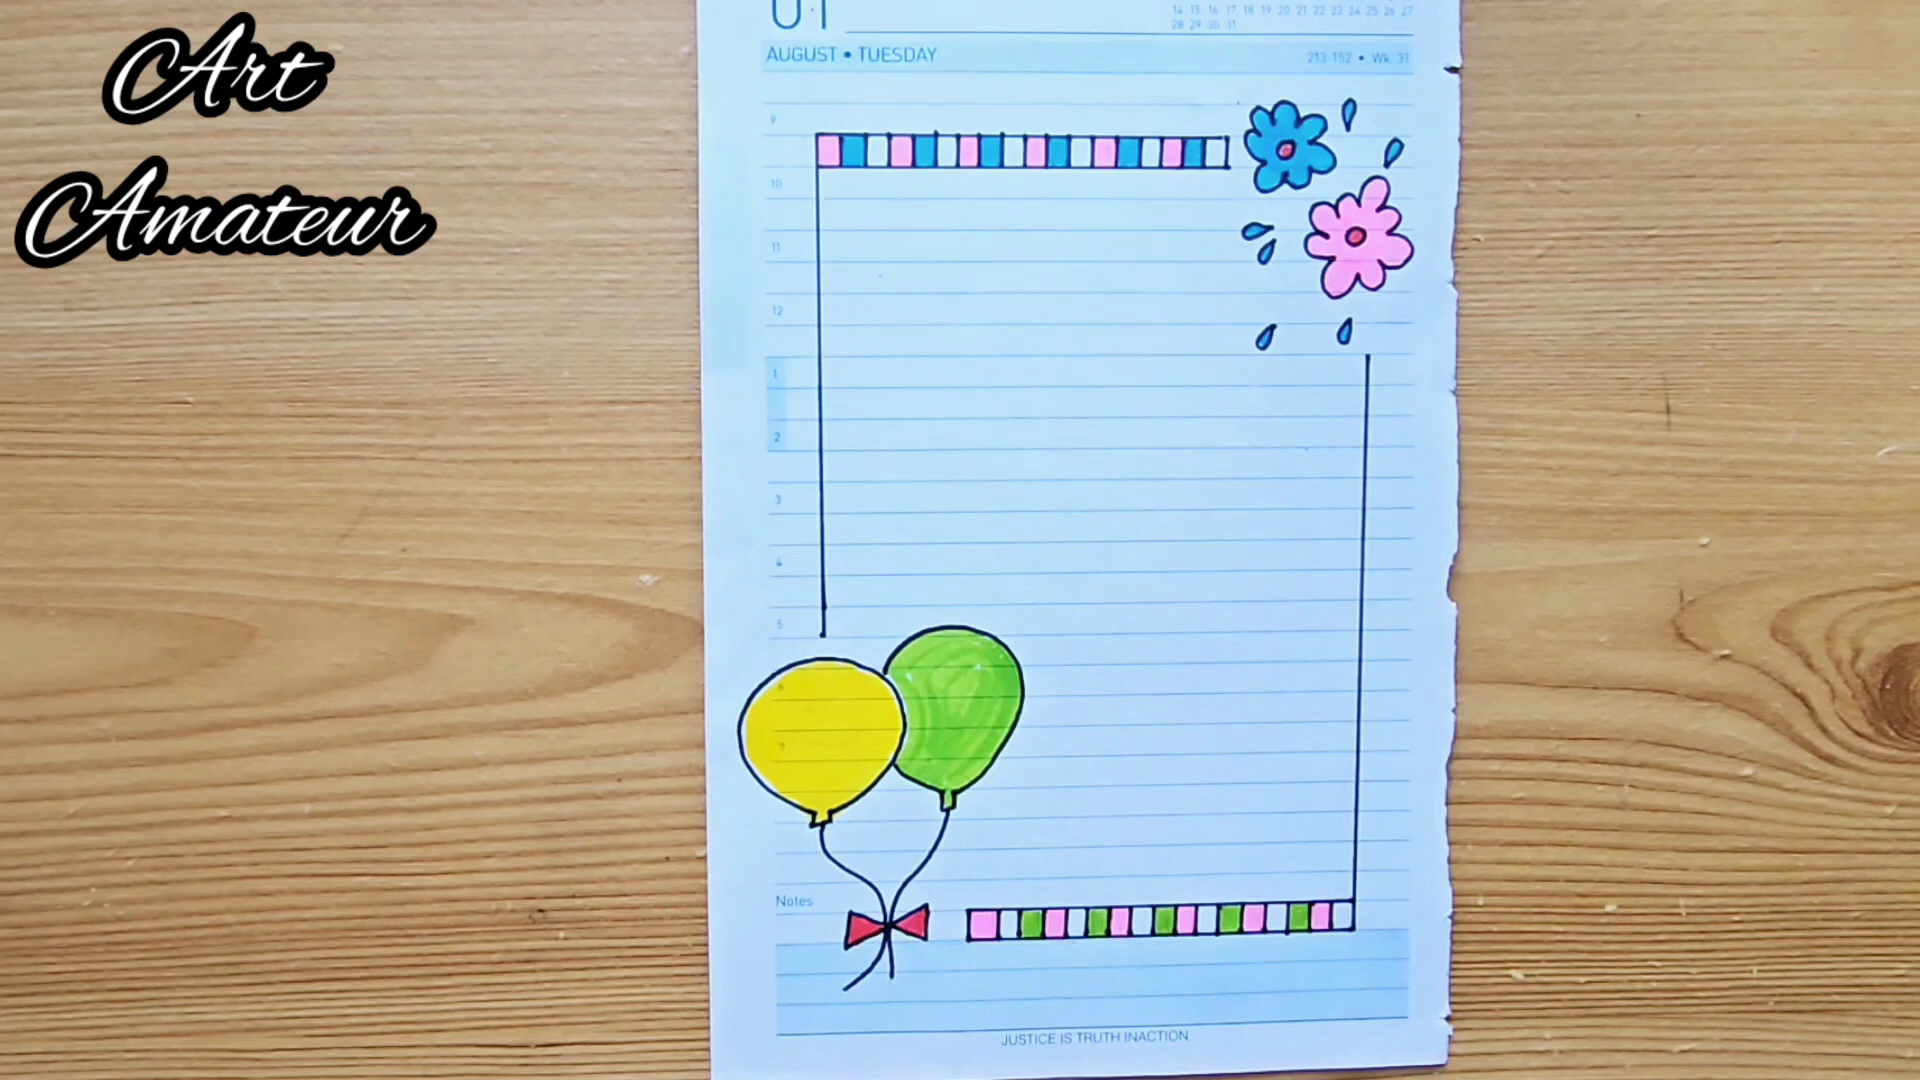 Art
Amateur
01
14 15 16 17 18 19 20 21 22 23 24 25 26 27
28 29 30 31
AUGUST • TUESDAY
213-152 • Wk. 31
9
10
11
12
1
2
3
4
5
6
7
Notes
JUSTICE IS TRUTH INACTION